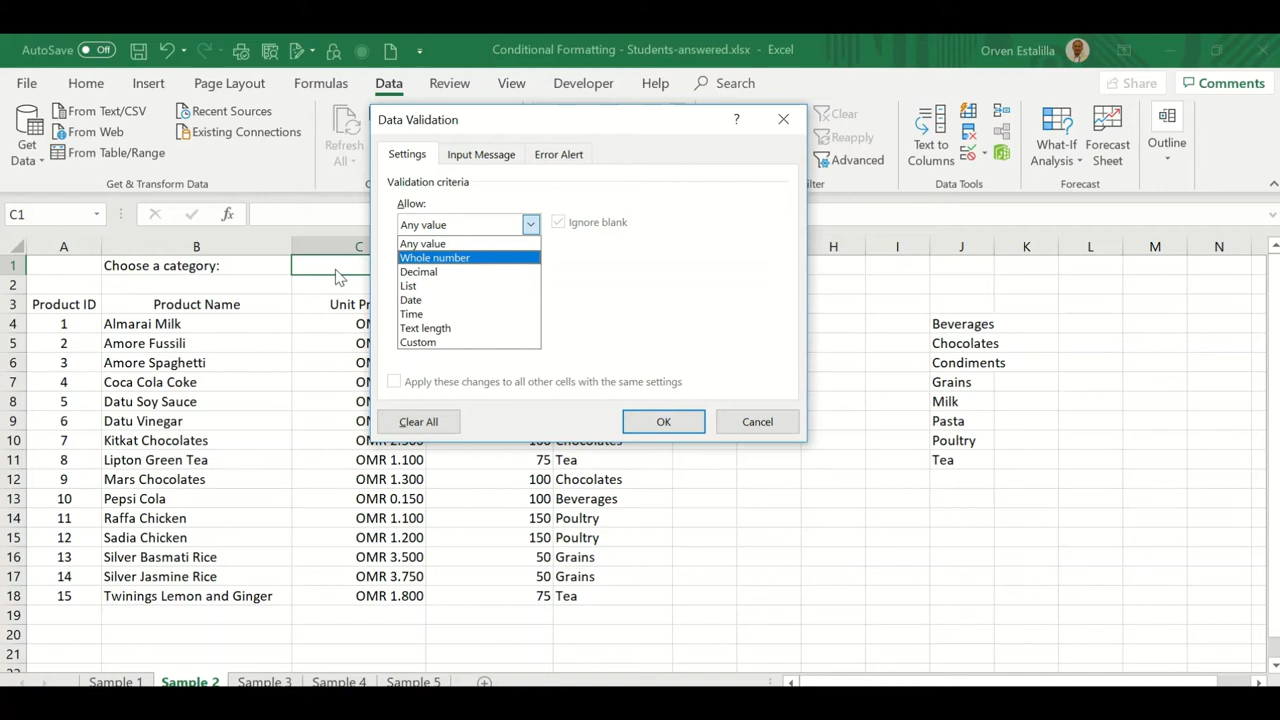 AutoSave Off Conditional Formatting - Students-answered.xlsx - Excel Orven Estalilla
File Home Insert Page Layout Formulas Data Review View Developer Help Search Share Comments
Get Data
From Text/CSV
From Web
From Table/Range
Recent Sources
Existing Connections
Get & Transform Data
Refresh All
Clear
Reapply
Advanced
Text to Columns
Data Tools
What-If Analysis
Forecast Sheet
Forecast
Outline
Data Validation ?
Settings Input Message Error Alert
Validation criteria
Allow:
Any value
Ignore blank
Any value
Whole number
Decimal
List
Date
Time
Text length
Custom
Apply these changes to all other cells with the same settings
Clear All OK Cancel
C1 fx
A B C H I J K L M N
1 Choose a category:
2
3 Product ID Product Name Unit Pr
4 1 Almarai Milk Beverages
5 2 Amore Fussili Chocolates
6 3 Amore Spaghetti Condiments
7 4 Coca Cola Coke Grains
8 5 Datu Soy Sauce Milk
9 6 Datu Vinegar Pasta
10 7 Kitkat Chocolates Chocolates Poultry
11 8 Lipton Green Tea OMR 1.100 75 Tea Tea
12 9 Mars Chocolates OMR 1.300 100 Chocolates
13 10 Pepsi Cola OMR 0.150 100 Beverages
14 11 Raffa Chicken OMR 1.100 150 Poultry
15 12 Sadia Chicken OMR 1.200 150 Poultry
16 13 Silver Basmati Rice OMR 3.500 50 Grains
17 14 Silver Jasmine Rice OMR 3.750 50 Grains
18 15 Twinings Lemon and Ginger OMR 1.800 75 Tea
19
20
21
Sample 1 Sample 2 Sample 3 Sample 4 Sample 5